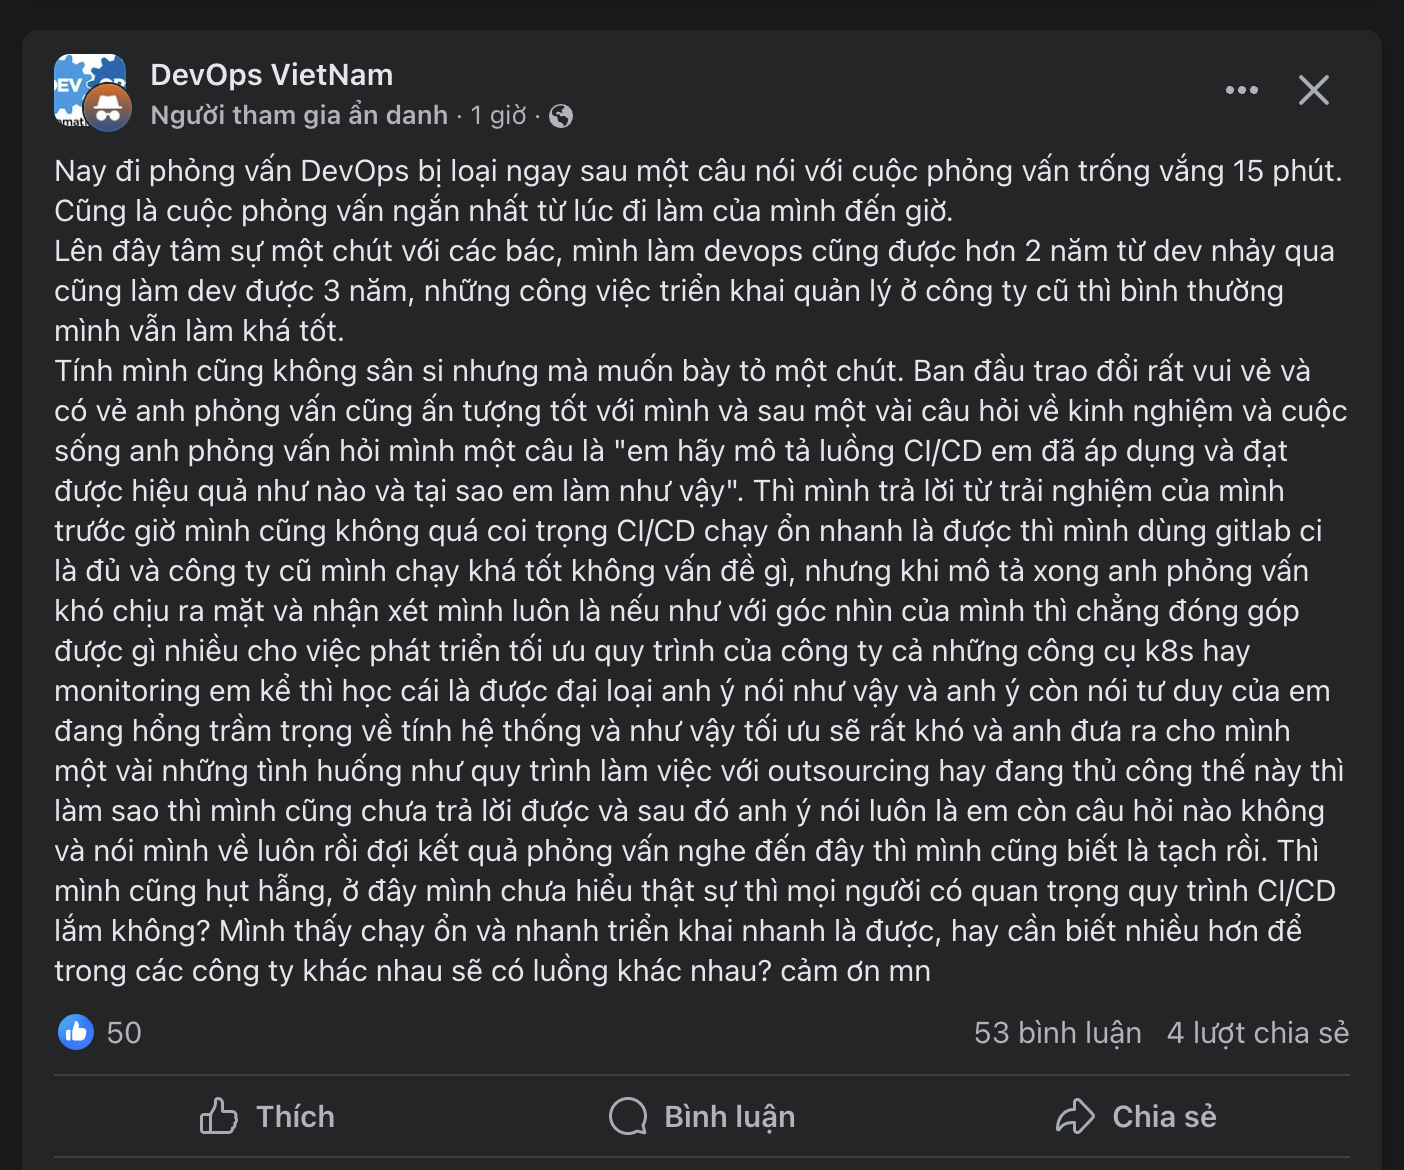 DevOps VietNam
Người tham gia ẩn danh · 1 giờ ·
Nay đi phỏng vấn DevOps bị loại ngay sau một câu nói với cuộc phỏng vấn trống vắng 15 phút.
Cũng là cuộc phỏng vấn ngắn nhất từ lúc đi làm của mình đến giờ.
Lên đây tâm sự một chút với các bác, mình làm devops cũng được hơn 2 năm từ dev nhảy qua
cũng làm dev được 3 năm, những công việc triển khai quản lý ở công ty cũ thì bình thường
mình vẫn làm khá tốt.
Tính mình cũng không sân si nhưng mà muốn bày tỏ một chút. Ban đầu trao đổi rất vui vẻ và
có vẻ anh phỏng vấn cũng ấn tượng tốt với mình và sau một vài câu hỏi về kinh nghiệm và cuộc
sống anh phỏng vấn hỏi mình một câu là "em hãy mô tả luồng CI/CD em đã áp dụng và đạt
được hiệu quả như nào và tại sao em làm như vậy". Thì mình trả lời từ trải nghiệm của mình
trước giờ mình cũng không quá coi trọng CI/CD chạy ổn nhanh là được thì mình dùng gitlab ci
là đủ và công ty cũ mình chạy khá tốt không vấn đề gì, nhưng khi mô tả xong anh phỏng vấn
khó chịu ra mặt và nhận xét mình luôn là nếu như với góc nhìn của mình thì chẳng đóng góp
được gì nhiều cho việc phát triển tối ưu quy trình của công ty cả những công cụ k8s hay
monitoring em kể thì học cái là được đại loại anh ý nói như vậy và anh ý còn nói tư duy của em
đang hổng trầm trọng về tính hệ thống và như vậy tối ưu sẽ rất khó và anh đưa ra cho mình
một vài những tình huống như quy trình làm việc với outsourcing hay đang thủ công thế này thì
làm sao thì mình cũng chưa trả lời được và sau đó anh ý nói luôn là em còn câu hỏi nào không
và nói mình về luôn rồi đợi kết quả phỏng vấn nghe đến đây thì mình cũng biết là tạch rồi. Thì
mình cũng hụt hẫng, ở đây mình chưa hiểu thật sự thì mọi người có quan trọng quy trình CI/CD
lắm không? Mình thấy chạy ổn và nhanh triển khai nhanh là được, hay cần biết nhiều hơn để
trong các công ty khác nhau sẽ có luồng khác nhau? cảm ơn mn
50
53 bình luận 4 lượt chia sẻ
Thích Bình luận Chia sẻ